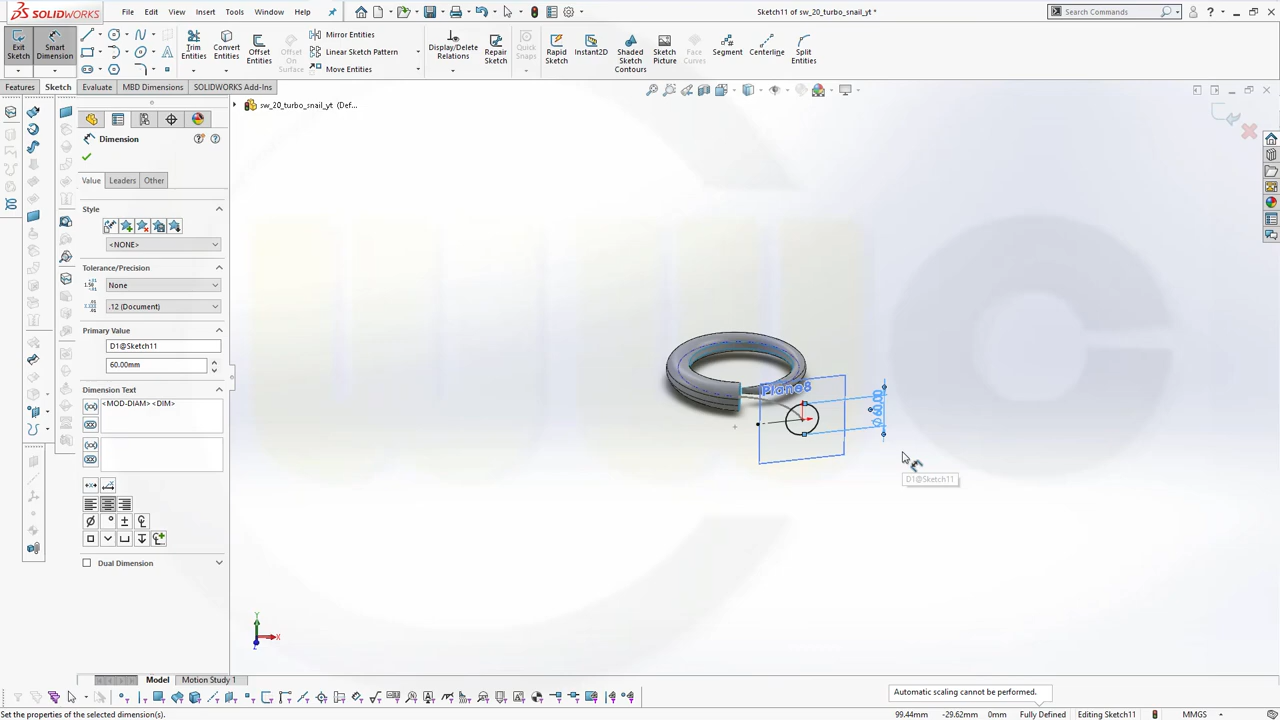 SOLIDWORKS
File
Edit
View
Insert
Tools
Window
Help
Sketch11 of sw_20_turbo_snail_yt *
Search Commands
Exit Sketch
Smart Dimension
Trim Entities
Convert Entities
Offset Entities
Offset On Surface
Mirror Entities
Linear Sketch Pattern
Move Entities
Display/Delete Relations
Repair Sketch
Quick Snaps
Rapid Sketch
Instant2D
Shaded Sketch Contours
Sketch Picture
Face Curves
Segment
Centerline
Split Entities
Features
Sketch
Evaluate
MBD Dimensions
SOLIDWORKS Add-Ins
sw_20_turbo_snail_yt (Def...
Dimension
Value
Leaders
Other
Style
<NONE>
Tolerance/Precision
None
.12 (Document)
Primary Value
D1@Sketch11
60.00mm
Dimension Text
<MOD-DIAM> <DIM>
Dual Dimension
Plane8
Ø 60,00
D1@Sketch11
Y
X
Z
Model
Motion Study 1
Automatic scaling cannot be performed.
Set the properties of the selected dimension(s).
99.44mm
-29.62mm
0mm
Fully Defined
Editing Sketch11
MMGS